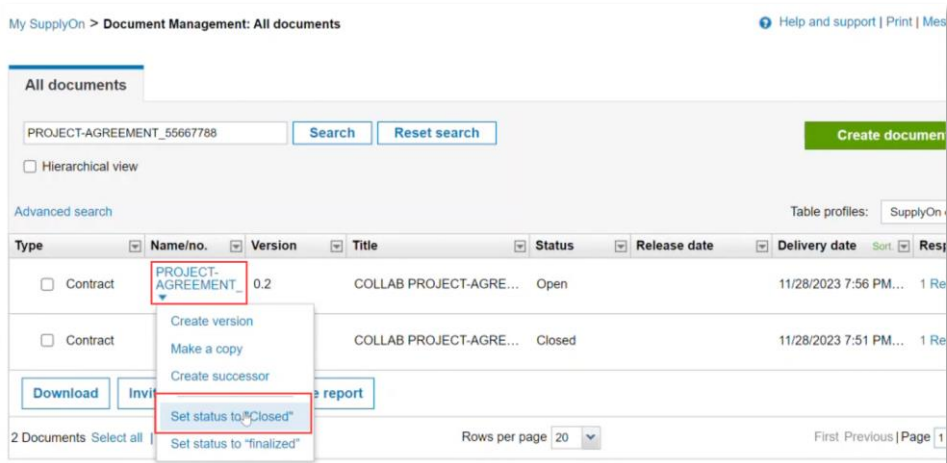 My SupplyOn > Document Management: All documents
Help and support | Print | Mes
All documents
PROJECT-AGREEMENT_55667788 Search Reset search
Create documen
Hierarchical view
Advanced search
Table profiles: SupplyOn
Type Name/no. Version Title Status Release date Delivery date Sort. Resp
Contract PROJECT-AGREEMENT_ 0.2 COLLAB PROJECT-AGRE... Open 11/28/2023 7:56 PM... 1 Re
Create version
Make a copy
Contract COLLAB PROJECT-AGRE... Closed 11/28/2023 7:51 PM... 1 Re
Create successor
Download Invit e report
Set status to "Closed"
2 Documents Select all | Rows per page 20 First Previous | Page 1
Set status to "finalized"